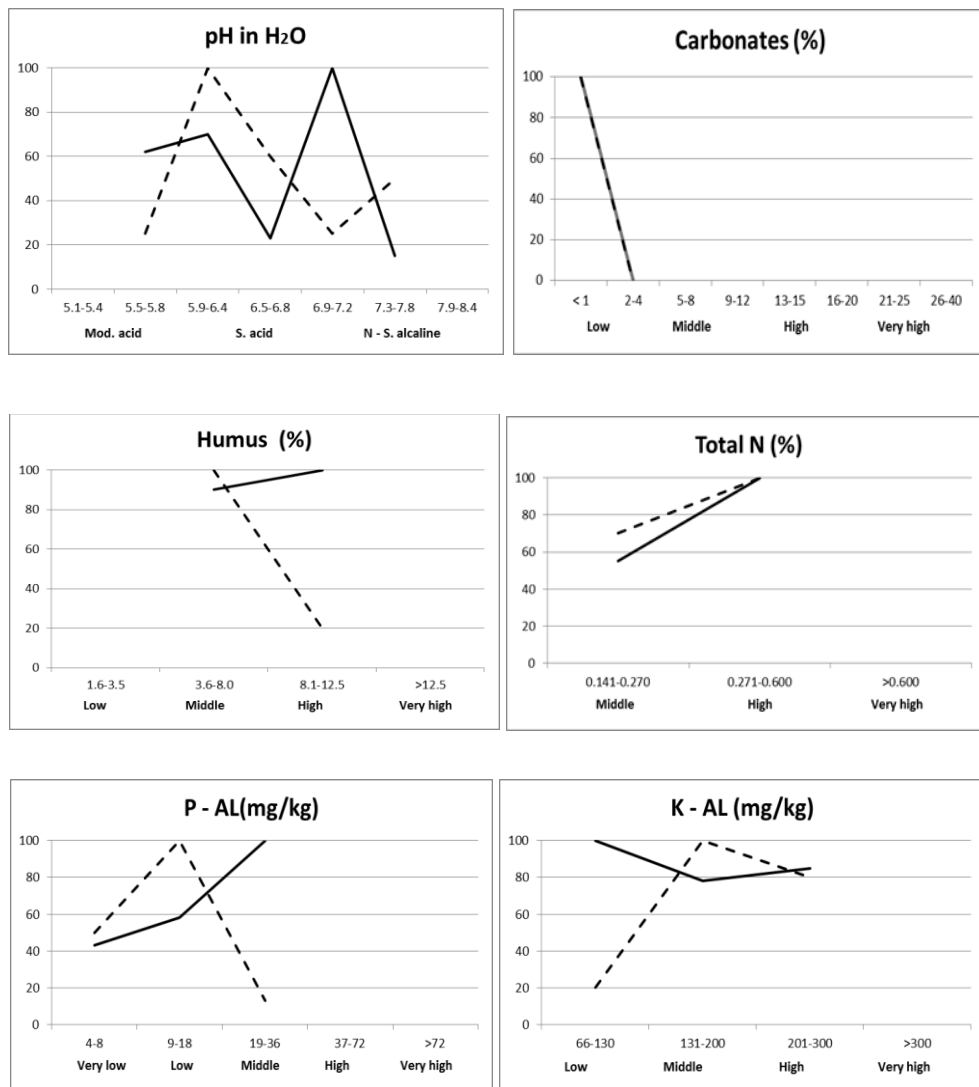 pH in H₂O
100
80
60
40
20
0
5.1-5.4 5.5-5.8 5.9-6.4 6.5-6.8 6.9-7.2 7.3-7.8 7.9-8.4
Mod. acid S. acid N - S. alcaline
Carbonates (%)
100
80
60
40
20
0
< 1 2-4 5-8 9-12 13-15 16-20 21-25 26-40
Low Middle High Very high
Humus (%)
100
80
60
40
20
0
1.6-3.5 3.6-8.0 8.1-12.5 >12.5
Low Middle High Very high
Total N (%)
100
80
60
40
20
0
0.141-0.270 0.271-0.600 >0.600
Middle High Very high
P - AL(mg/kg)
100
80
60
40
20
0
4-8 9-18 19-36 37-72 >72
Very low Low Middle High Very high
K - AL (mg/kg)
100
80
60
40
20
0
66-130 131-200 201-300 >300
Low Middle High Very high